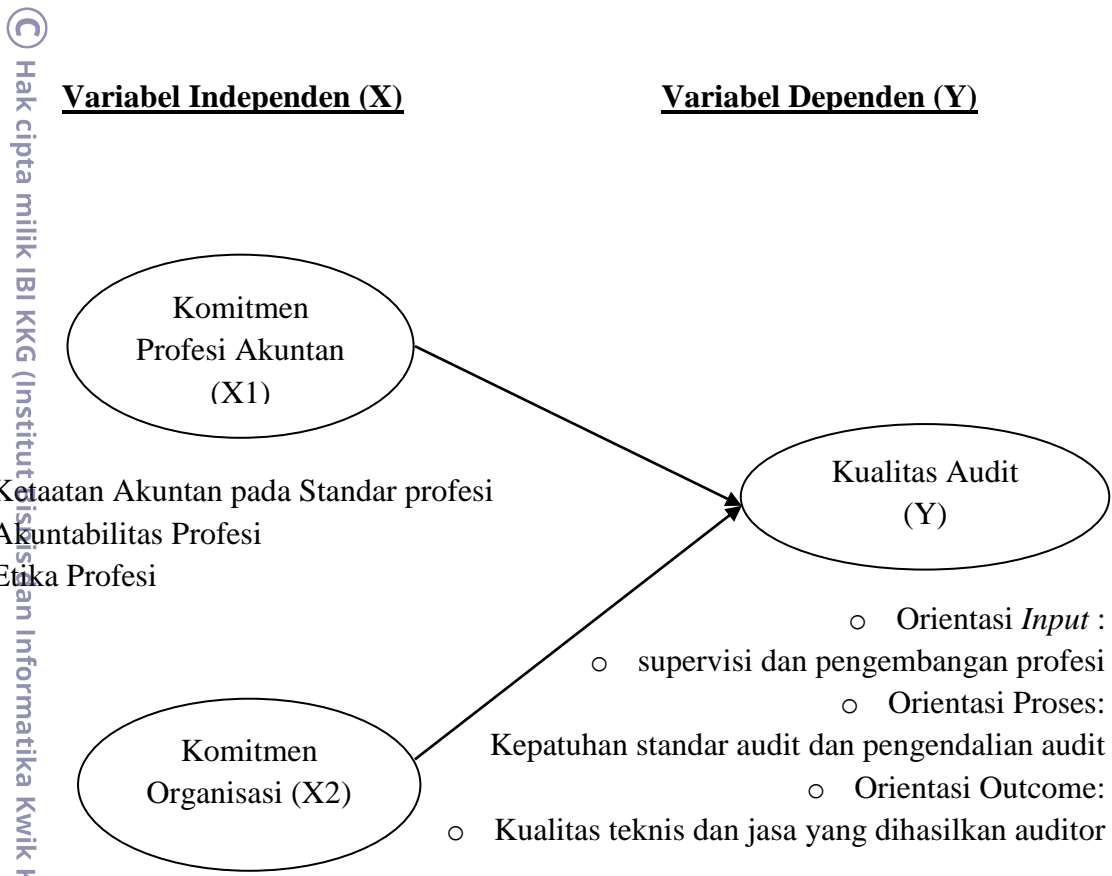 © Hak cipta milik IBI KKG (Institut Bisnis dan Informatika Kwik K
Variabel Independen (X)
Variabel Dependen (Y)
Komitmen
Profesi Akuntan
(X1)
Ketaatan Akuntan pada Standar profesi
Akuntabilitas Profesi
Etika Profesi
Kualitas Audit
(Y)
o Orientasi Input :
o supervisi dan pengembangan profesi
o Orientasi Proses:
Kepatuhan standar audit dan pengendalian audit
o Orientasi Outcome:
o Kualitas teknis dan jasa yang dihasilkan auditor
Komitmen
Organisasi (X2)